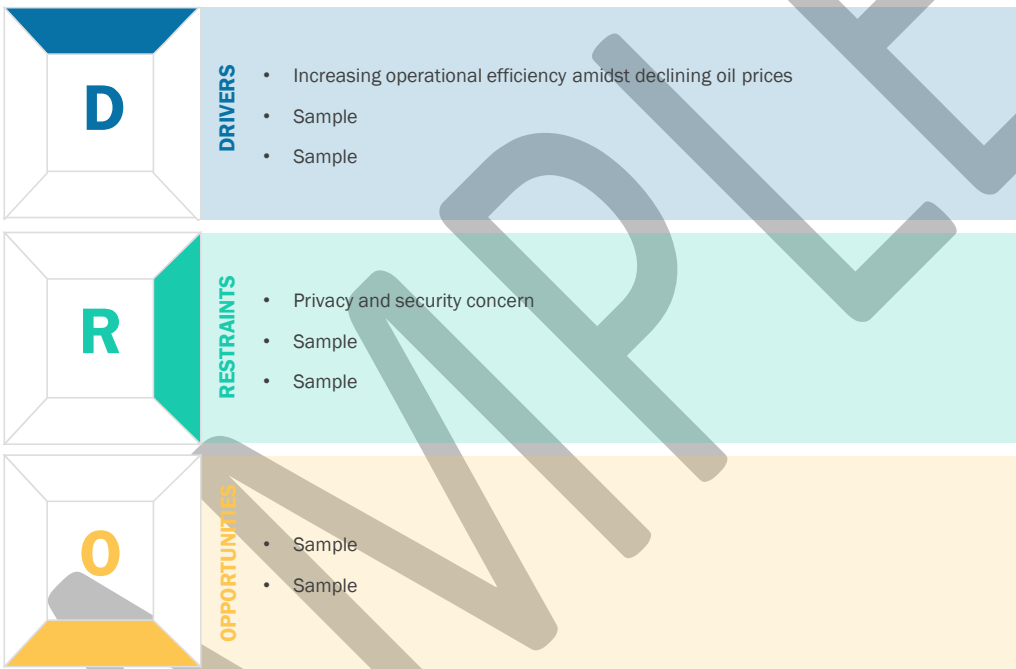 D
DRIVERS
• Increasing operational efficiency amidst declining oil prices
• Sample
• Sample
R
RESTRAINTS
• Privacy and security concern
• Sample
• Sample
O
OPPORTUNITIES
• Sample
• Sample